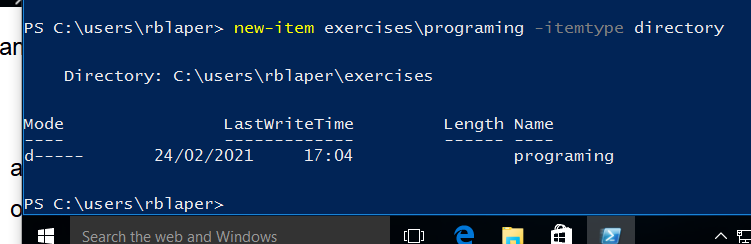 PS C:\users\rblaper> new-item exercises\programing -itemtype directory
an
    Directory: C:\users\rblaper\exercises
Mode                LastWriteTime         Length Name
----                -------------         ------ ----
d-----        24/02/2021     17:04                programing
a
o
PS C:\users\rblaper>
Search the web and Windows